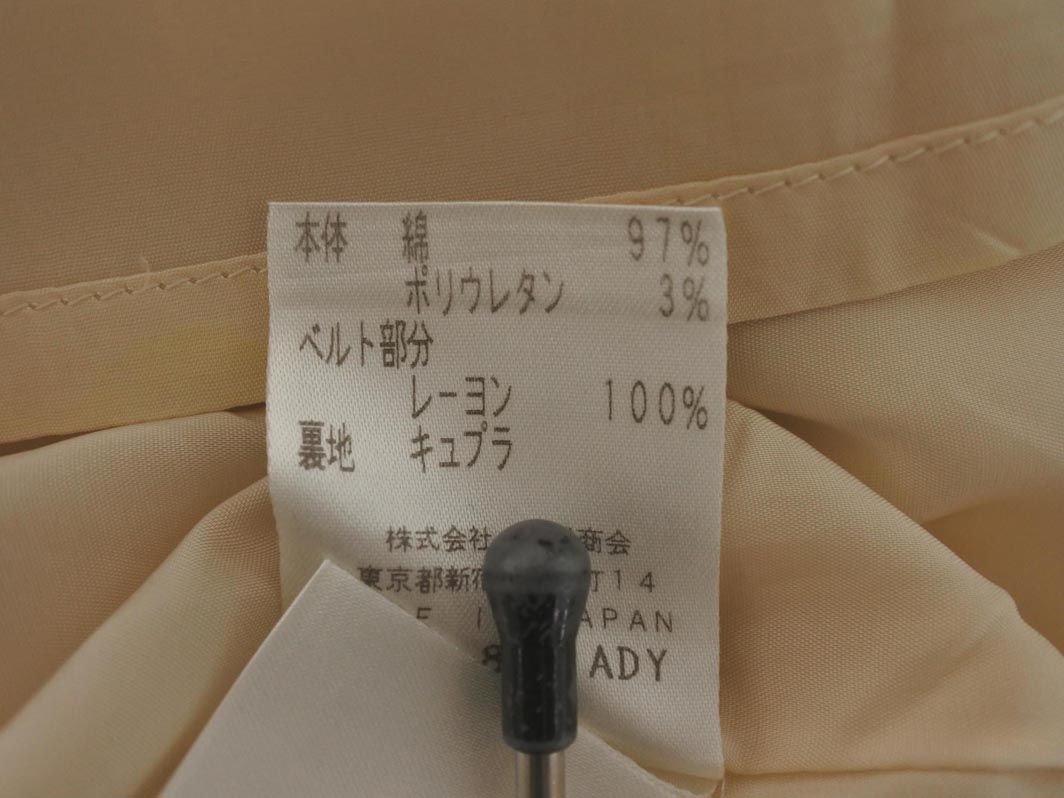 本体 綿 97%
ポリウレタン 3%
ベルト部分
レーヨン 100%
裏地 キュプラ
株式会社 商会
東京都新宿 町14
JAPAN
ADY